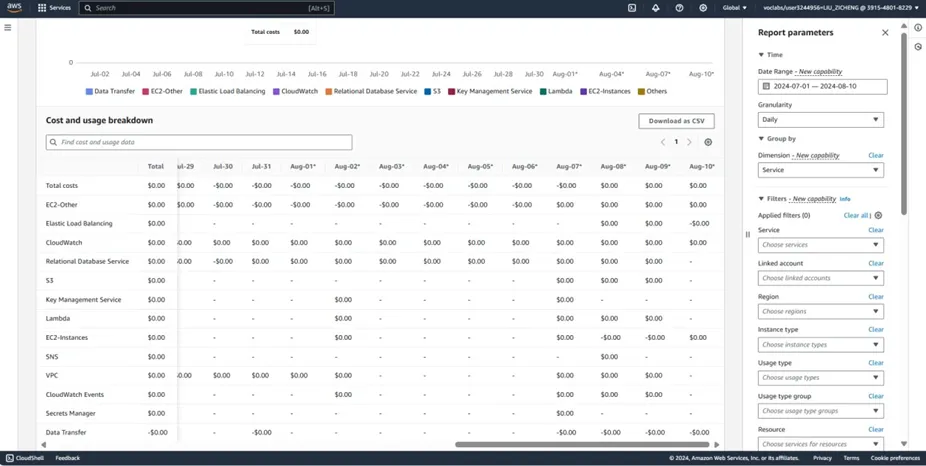 aws Services Search [Alt+S] Global ▼ voclabs/user3244956=LIU_ZICHENG @ 3915-4801-8229 ▼
Total costs $0.00
0
Jul-02 Jul-04 Jul-06 Jul-08 Jul-10 Jul-12 Jul-14 Jul-16 Jul-18 Jul-20 Jul-22 Jul-24 Jul-26 Jul-28 Jul-30 Aug-01* Aug-04* Aug-07* Aug-10*
Data Transfer EC2-Other Elastic Load Balancing CloudWatch Relational Database Service S3 Key Management Service Lambda EC2-Instances Others
Cost and usage breakdown Download as CSV
Find cost and usage data 1
Total ul-29 Jul-30 Jul-31 Aug-01* Aug-02* Aug-03* Aug-04* Aug-05* Aug-06* Aug-07* Aug-08* Aug-09* Aug-10*
Total costs $0.00 $0.00 -$0.00 -$0.00 -$0.00 -$0.00 -$0.00 -$0.00 -$0.00 -$0.00 -$0.00 $0.00 $0.00 $0.00
EC2-Other $0.00 $0.00 -$0.00 -$0.00 -$0.00 -$0.00 -$0.00 -$0.00 -$0.00 -$0.00 -$0.00 $0.00 $0.00 $0.00
Elastic Load Balancing $0.00 - - - - - - - - - $0.00 $0.00 -$0.00
CloudWatch $0.00 $0.00 $0.00 $0.00 $0.00 $0.00 $0.00 $0.00 $0.00 $0.00 $0.00 $0.00 $0.00 $0.00
Relational Database Service $0.00 -$0.00 $0.00 $0.00 $0.00 $0.00 $0.00 $0.00 $0.00 $0.00 $0.00 $0.00 -
S3 $0.00 - - - - - - - - - $0.00 $0.00 $0.00 -
Key Management Service $0.00 - - - $0.00 - - - - $0.00 - - -
Lambda $0.00 - - - $0.00 - - - - $0.00 $0.00 $0.00 -
EC2-Instances $0.00 - - - $0.00 - - - - $0.00 -$0.00 -$0.00 $0.00
SNS $0.00 - - - - - - - - - $0.00 - -
VPC $0.00 $0.00 $0.00 $0.00 $0.00 $0.00 - - - - $0.00 $0.00 $0.00 -
CloudWatch Events $0.00 - - - $0.00 - - - - $0.00 $0.00 $0.00 -
Secrets Manager $0.00 - - - - - - - - $0.00 - - -
Data Transfer -$0.00 - -$0.00 - - - - - - -$0.00 -$0.00 -$0.00 -
Report parameters
Time
Date Range - New capability
2024-07-01 — 2024-08-10
Granularity
Daily
Group by
Dimension - New capability Clear
Service
Filters - New capability Info
Applied filters (0) Clear all |
Service Clear
Choose services
Linked account Clear
Choose linked accounts
Region Clear
Choose regions
Instance type Clear
Choose instance types
Usage type Clear
Choose usage types
Usage type group Clear
Choose usage type groups
Resource Clear
Choose services for resources
CloudShell Feedback © 2024, Amazon Web Services, Inc. or its affiliates. Privacy Terms Cookie preferences